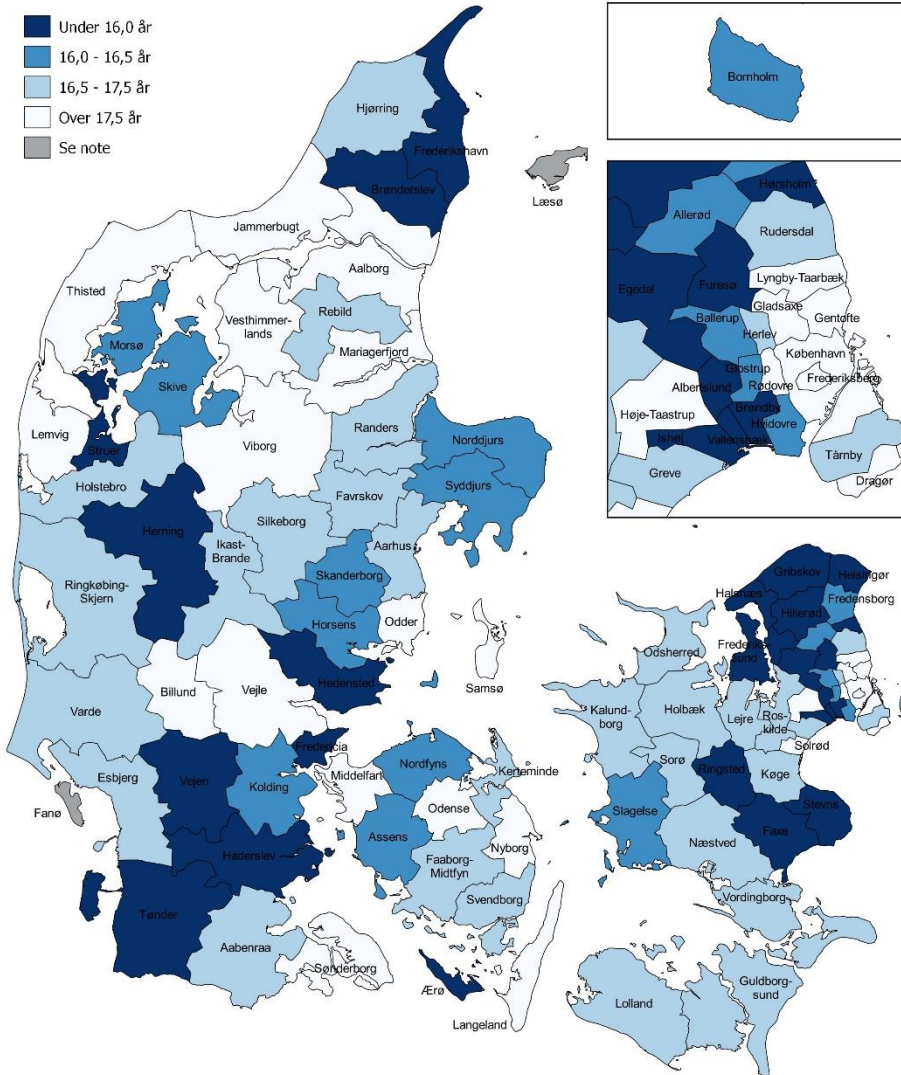 Under 16,0 år
16,0 - 16,5 år
16,5 - 17,5 år
Over 17,5 år
Se note
Hjørring
Frederikshavn
Brønderslev
Læsø
Jammerbugt
Aalborg
Thisted
Vesthimmer-
lands
Rebild
Morsø
Mariagerfjord
Skive
Lemvig
Struer
Viborg
Randers
Norddjurs
Holstebro
Syddjurs
Favrskov
Silkeborg
Herning
Ikast-
Brande
Aarhus
Skanderborg
Ringkøbing-
Skjern
Horsens
Odder
Hedensted
Samsø
Billund
Vejle
Varde
Fredericia
Esbjerg
Vejen
Kolding
Middelfart
Nordfyns
Kerteminde
Fanø
Odense
Assens
Nyborg
Haderslev
Faaborg-
Midtfyn
Svendborg
Tønder
Aabenraa
Sønderborg
Ærø
Langeland
Bornholm
Hørsholm
Allerød
Rudersdal
Egedal
Furesø
Lyngby-Taarbæk
Gladsaxe
Gentofte
Ballerup
Herlev
København
Glostrup
Frederiksberg
Rødovre
Albertslund
Brøndby
Høje-Taastrup
Hvidovre
Ishøj
Vallensbæk
Tårnby
Greve
Dragør
Gribskov
Helsingør
Halsnæs
Fredensborg
Hillerød
Frederiks-
sund
Odsherred
Kalund-
borg
Holbæk
Lejre
Ros-
kilde
Solrød
Sorø
Ringsted
Køge
Slagelse
Stevns
Faxe
Næstved
Vordingborg
Guldborg-
sund
Lolland